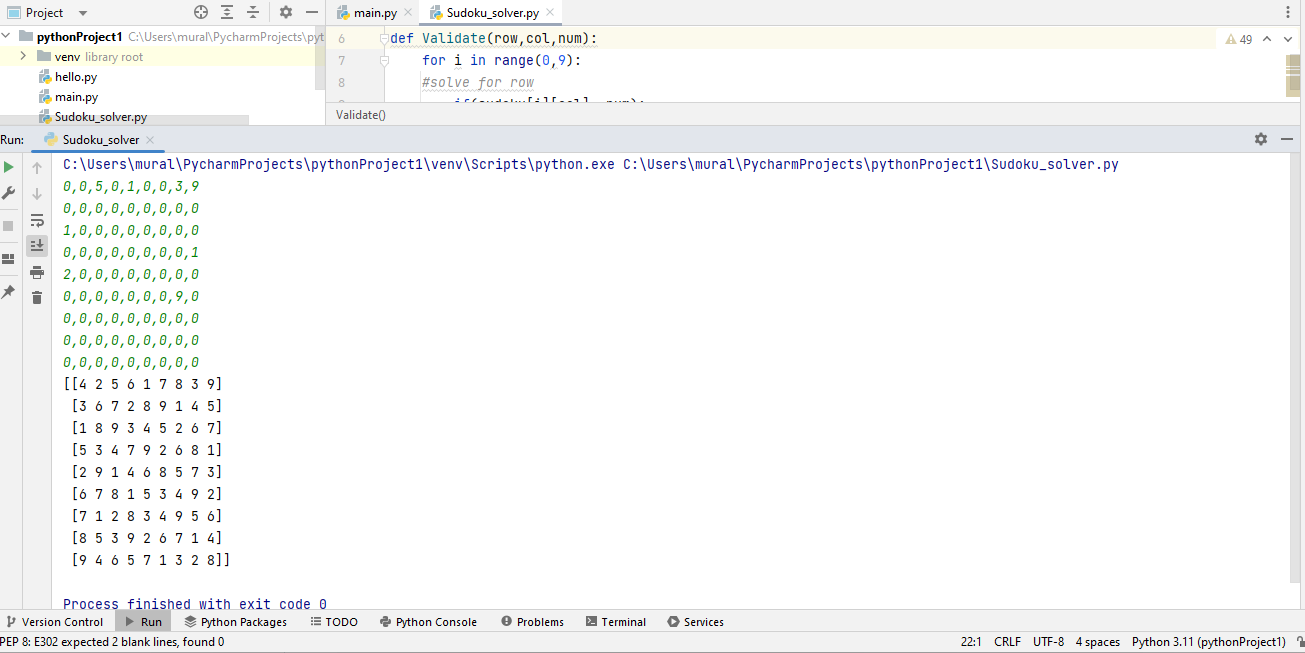 Project
main.py
Sudoku_solver.py
pythonProject1 C:\Users\mural\PycharmProjects\pyt
venv library root
hello.py
main.py
Sudoku_solver.py
6 def Validate(row,col,num):
7 for i in range(0,9):
8 #solve for row
49
Validate()
Run: Sudoku_solver
C:\Users\mural\PycharmProjects\pythonProject1\venv\Scripts\python.exe C:\Users\mural\PycharmProjects\pythonProject1\Sudoku_solver.py
0,0,5,0,1,0,0,3,9
0,0,0,0,0,0,0,0,0
1,0,0,0,0,0,0,0,0
0,0,0,0,0,0,0,0,1
2,0,0,0,0,0,0,0,0
0,0,0,0,0,0,0,9,0
0,0,0,0,0,0,0,0,0
0,0,0,0,0,0,0,0,0
0,0,0,0,0,0,0,0,0
[[4 2 5 6 1 7 8 3 9]
[3 6 7 2 8 9 1 4 5]
[1 8 9 3 4 5 2 6 7]
[5 3 4 7 9 2 6 8 1]
[2 9 1 4 6 8 5 7 3]
[6 7 8 1 5 3 4 9 2]
[7 1 2 8 3 4 9 5 6]
[8 5 3 9 2 6 7 1 4]
[9 4 6 5 7 1 3 2 8]]
Process finished with exit code 0
Version Control Run Python Packages TODO Python Console Problems Terminal Services
PEP 8: E302 expected 2 blank lines, found 0 22:1 CRLF UTF-8 4 spaces Python 3.11 (pythonProject1)